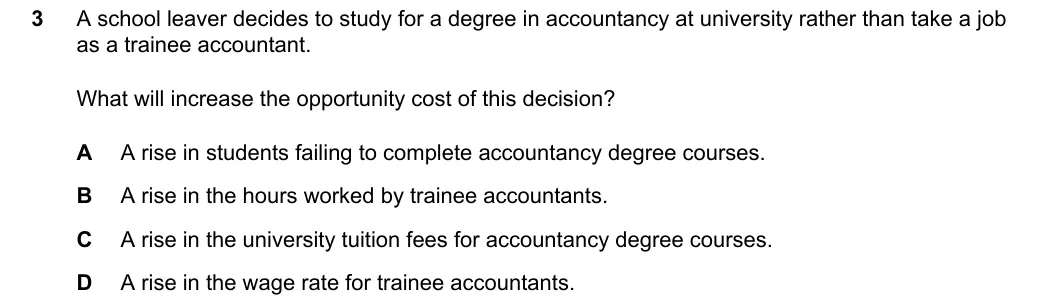 3 A school leaver decides to study for a degree in accountancy at university rather than take a job
as a trainee accountant.
What will increase the opportunity cost of this decision?
A A rise in students failing to complete accountancy degree courses.
B A rise in the hours worked by trainee accountants.
C A rise in the university tuition fees for accountancy degree courses.
D A rise in the wage rate for trainee accountants.